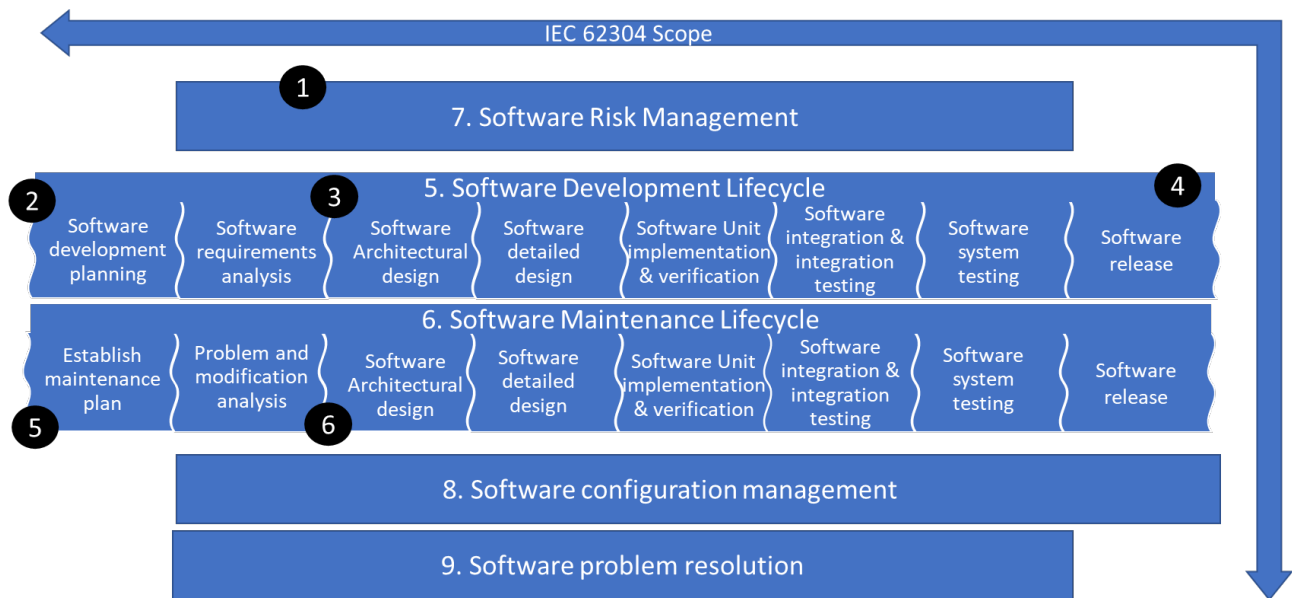 IEC 62304 Scope
1
7. Software Risk Management
2
3
4
5. Software Development Lifecycle
Software
development
planning
Software
requirements
analysis
Software
Architectural
design
Software
detailed
design
Software Unit
implementation
& verification
Software
integration &
integration
testing
Software
system
testing
Software
release
6. Software Maintenance Lifecycle
Establish
maintenance
plan
Problem and
modification
analysis
Software
Architectural
design
Software
detailed
design
Software Unit
implementation
& verification
Software
integration &
integration
testing
Software
system
testing
Software
release
5
6
8. Software configuration management
9. Software problem resolution